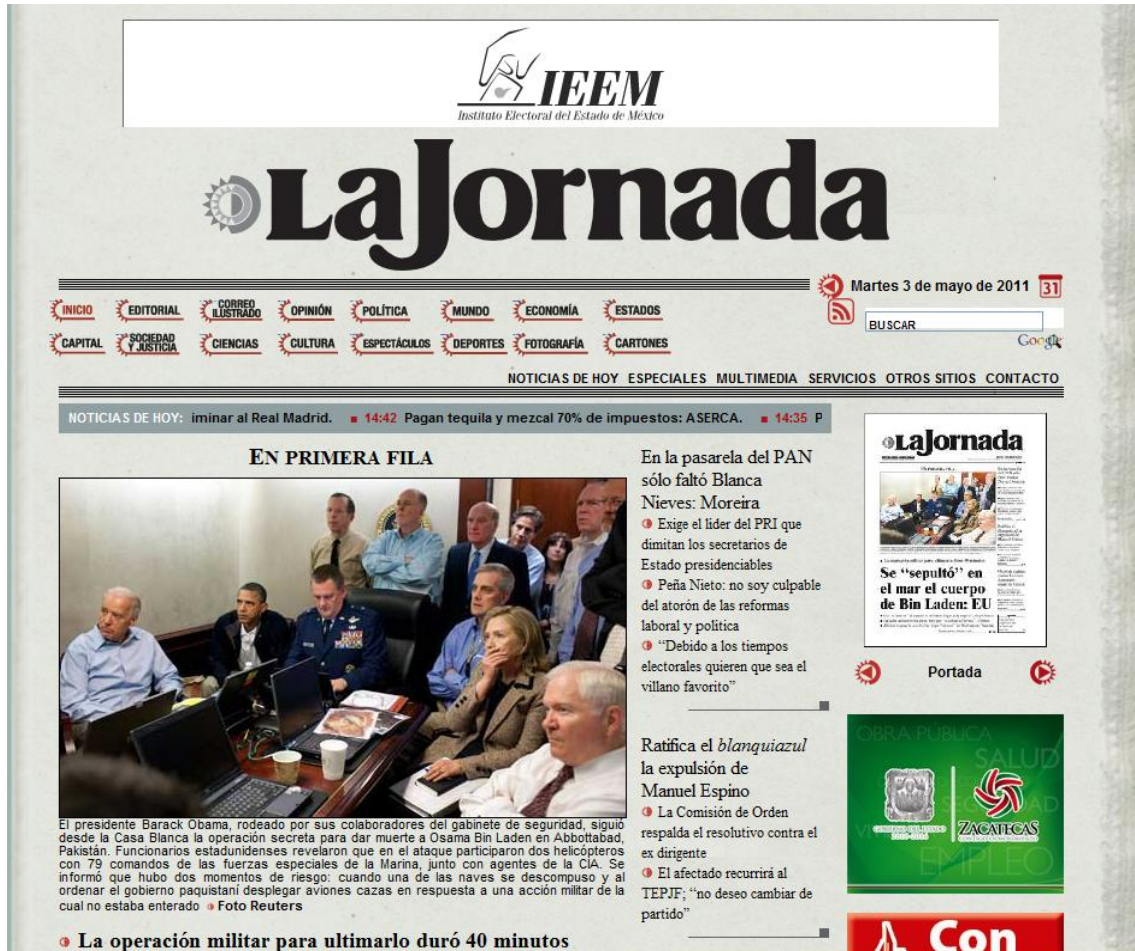 IEEM
Instituto Electoral del Estado de México
La Jornada
Martes 3 de mayo de 2011 31
INICIO EDITORIAL CORREO ILUSTRADO OPINIÓN POLÍTICA MUNDO ECONOMÍA ESTADOS
BUSCAR
CAPITAL SOCIEDAD Y JUSTICIA CIENCIAS CULTURA ESPECTÁCULOS DEPORTES FOTOGRAFÍA CARTONES
Google
NOTICIAS DE HOY ESPECIALES MULTIMEDIA SERVICIOS OTROS SITIOS CONTACTO
NOTICIAS DE HOY: iminar al Real Madrid. 14:42 Pagan tequila y mezcal 70% de impuestos: ASERCA. 14:35 P
EN PRIMERA FILA
El presidente Barack Obama, rodeado por sus colaboradores del gabinete de seguridad, siguió
desde la Casa Blanca la operación secreta para dar muerte a Osama Bin Laden en Abbottabad,
Pakistán. Funcionarios estadunidenses revelaron que en el ataque participaron dos helicópteros
con 79 comandos de las fuerzas especiales de la Marina, junto con agentes de la CIA. Se
informó que hubo dos momentos de riesgo: cuando una de las naves se descompuso y al
ordenar el gobierno paquistaní desplegar aviones cazas en respuesta a una acción militar de la
cual no estaba enterado Foto Reuters
La operación militar para ultimarlo duró 40 minutos
En la pasarela del PAN
sólo faltó Blanca
Nieves: Moreira
Exige el líder del PRI que
dimitan los secretarios de
Estado presidenciables
Peña Nieto: no soy culpable
del atorón de las reformas
laboral y política
“Debido a los tiempos
electorales quieren que sea el
villano favorito”
Ratifica el blanquiazul
la expulsión de
Manuel Espino
La Comisión de Orden
respalda el resolutivo contra el
ex dirigente
El afectado recurrirá al
TEPJF; “no deseo cambiar de
partido”
La Jornada
Se “sepultó” en
el mar el cuerpo
de Bin Laden: EU
Portada
OBRA PÚBLICA
SALUD
GOBIERNO DEL ESTADO
2010-2016
ZACATECAS
EMPLEO
Con